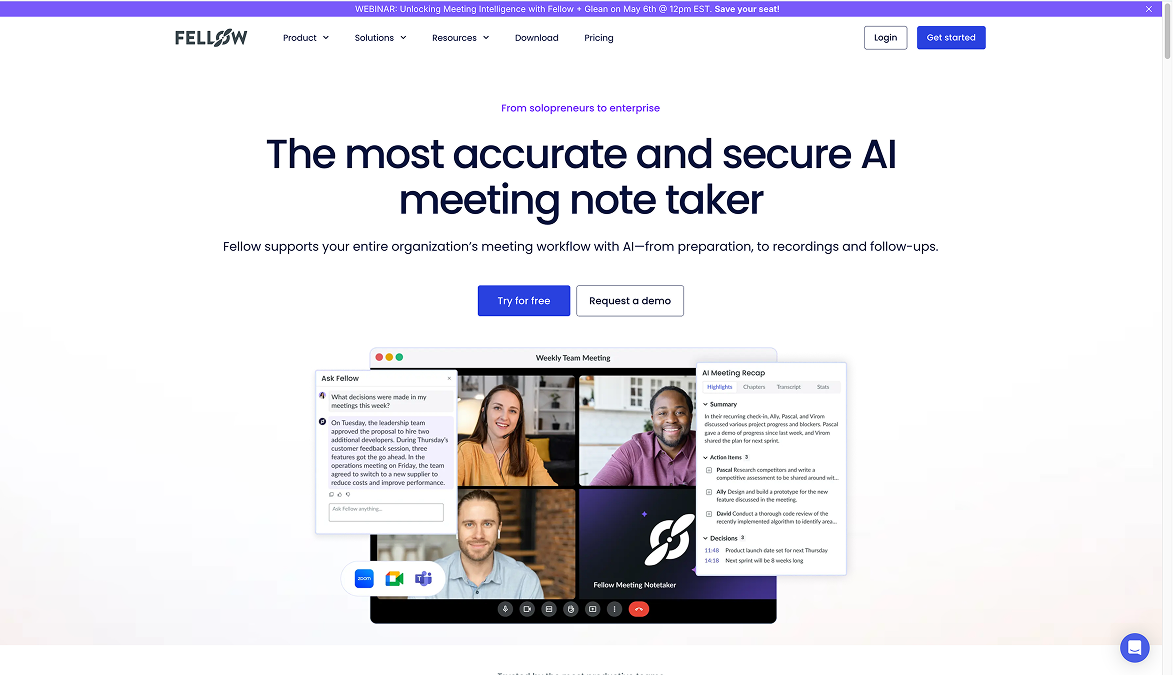 WEBINAR: Unlocking Meeting Intelligence with Fellow + Glean on May 6th @ 12pm EST. Save your seat!
FELLOW
Product
Solutions
Resources
Download
Pricing
Login
Get started
From solopreneurs to enterprise
The most accurate and secure AI
meeting note taker
Fellow supports your entire organization's meeting workflow with AI—from preparation, to recordings and follow-ups.
Try for free
Request a demo
Weekly Team Meeting
Ask Fellow
What decisions were made in my
meetings this week?
On Tuesday, the leadership team
approved the proposal to hire two
additional developers. During Thursday's
customer feedback session, three
features got the go ahead. In the
operations meeting on Friday, the team
agreed to switch to a new supplier to
reduce costs and improve performance.
Ask Fellow anything...
zoom
AI Meeting Recap
Highlights
Chapters
Transcript
Stats
Summary
In their recurring check-in, Ally, Pascal, and Virom
discussed various project progress and blockers. Pascal
gave a demo of progress since last week, and Virom
shared the plan for next sprint.
Action Items 3
Pascal Research competitors and write a
competitive assessment to be shared around wit...
Ally Design and build a prototype for the new
feature discussed in the meeting.
David Conduct a thorough code review of the
recently implemented algorithm to identify area...
Decisions
11:48 Product launch date set for next Thursday
14:18 Next sprint will be 8 weeks long
Fellow Meeting Notetaker